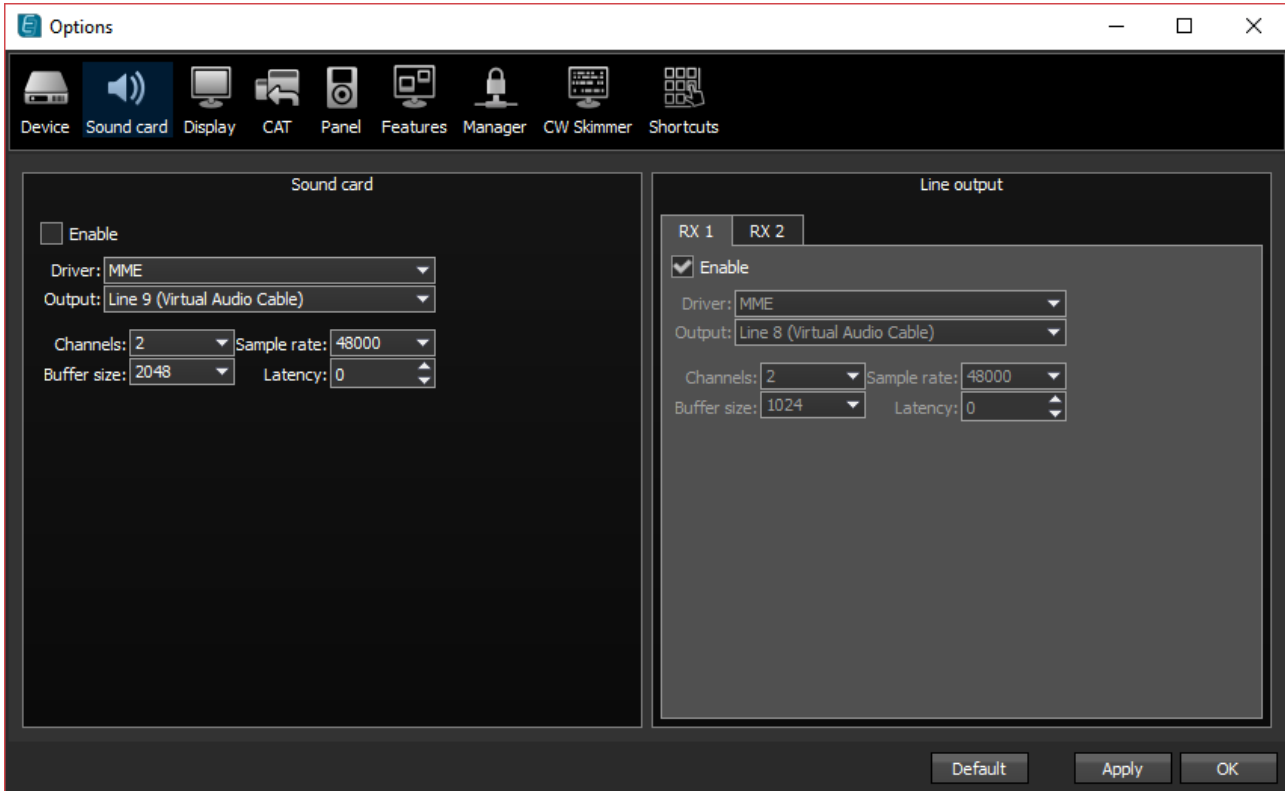 Options
Device Sound card Display CAT Panel Features Manager CW Skimmer Shortcuts
Sound card
Enable
Driver: MME
Output: Line 9 (Virtual Audio Cable)
Channels: 2 Sample rate: 48000
Buffer size: 2048 Latency: 0
Line output
RX 1 RX 2
Enable
Driver: MME
Output: Line 8 (Virtual Audio Cable)
Channels: 2 Sample rate: 48000
Buffer size: 1024 Latency: 0
Default Apply OK